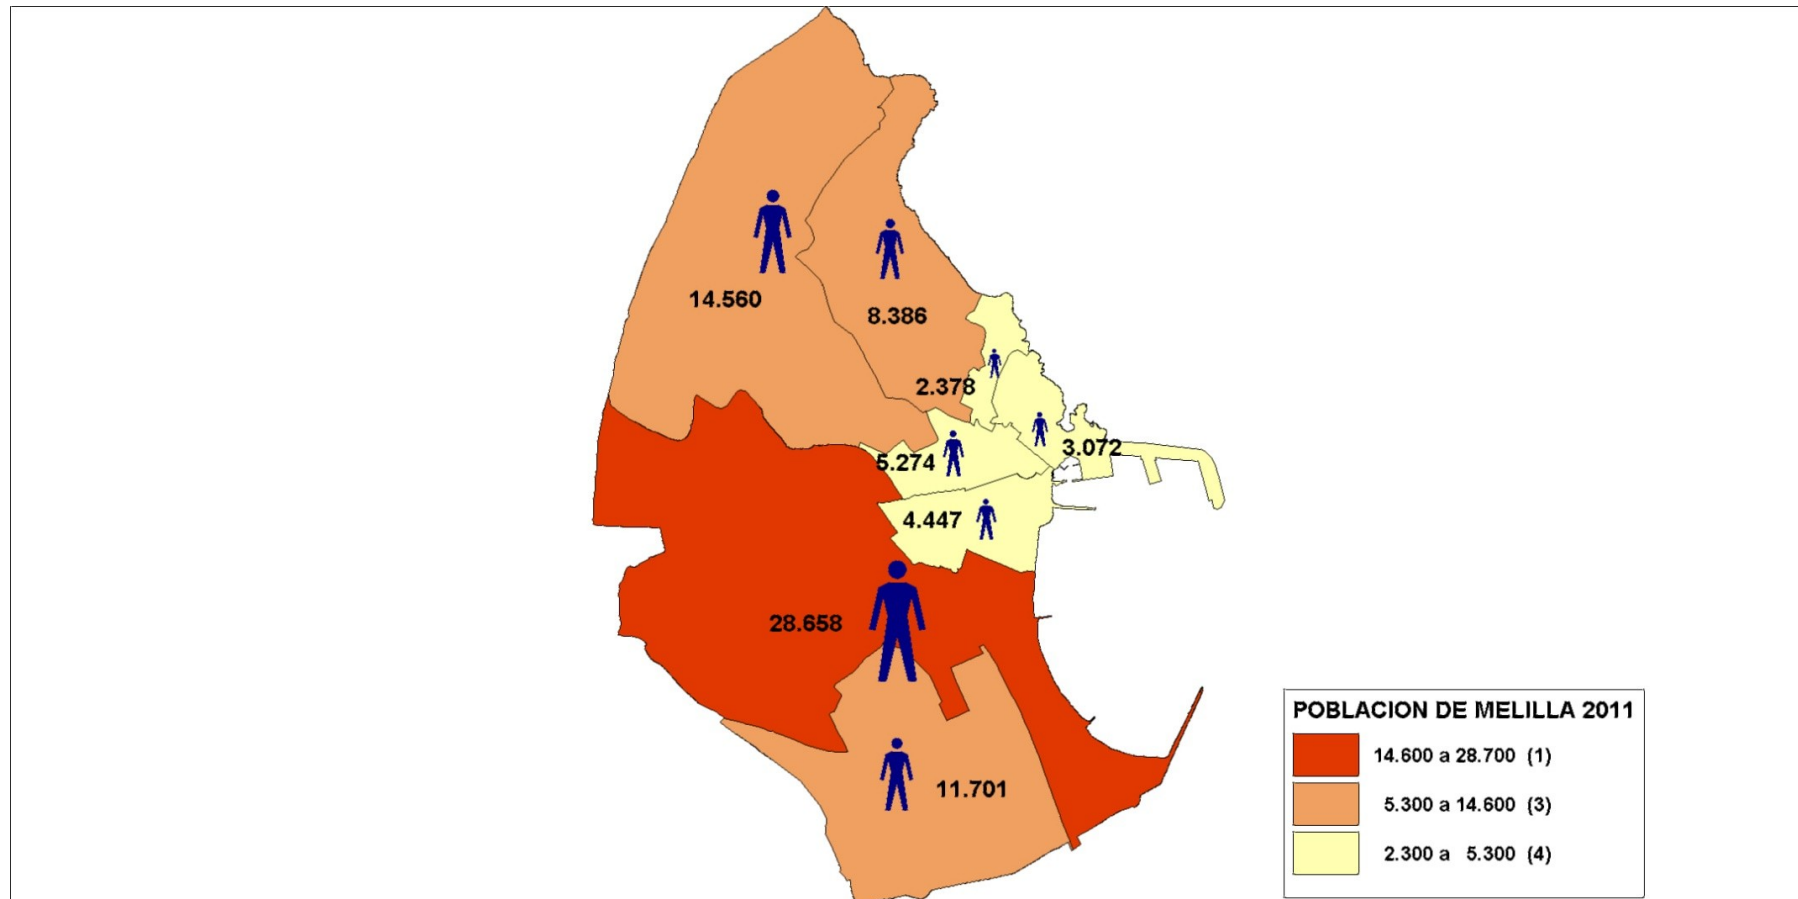 14.560
8.386
2.378
3.072
5.274
4.447
28.658
11.701
POBLACION DE MELILLA 2011
14.600 a 28.700 (1)
5.300 a 14.600 (3)
2.300 a 5.300 (4)